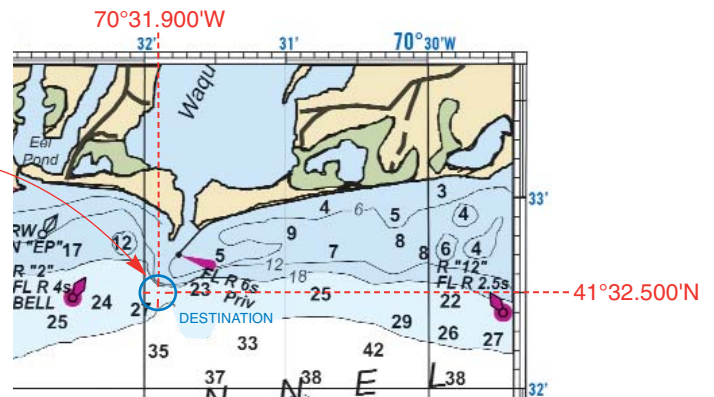 70°31.900'W
32'
31'
70°30'W
Waqu
Eel
Pond
33'
3
4
6
5
4
9
8
RW
N "EP"
17
12
7
8
6
4
5
12
18
R "2"
FL R 4s
BELL
FL R 6s
Priv
R "12"
FL R 2.5s
24
27
23
25
22
41°32.500'N
DESTINATION
25
29
26
27
35
33
42
37
38
38
N
N
E
L
32'